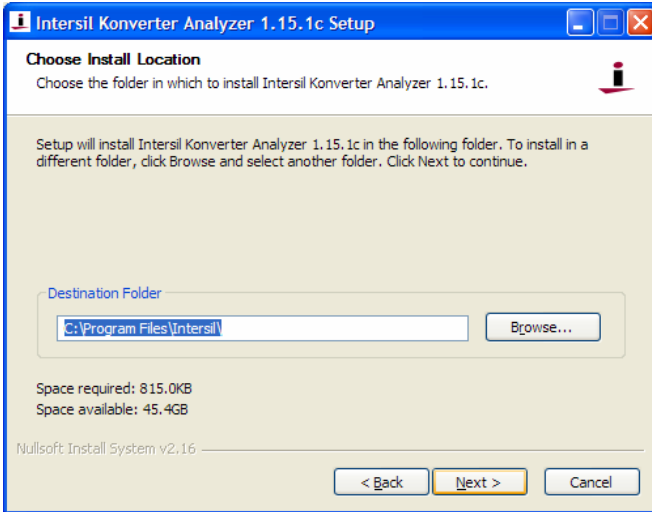 Intersil Konverter Analyzer 1.15.1c Setup
Choose Install Location
Choose the folder in which to install Intersil Konverter Analyzer 1.15.1c.
Setup will install Intersil Konverter Analyzer 1.15.1c in the following folder. To install in a
different folder, click Browse and select another folder. Click Next to continue.
Destination Folder
C:\Program Files\Intersil\
Browse...
Space required: 815.0KB
Space available: 45.4GB
Nullsoft Install System v2.16
< Back
Next >
Cancel